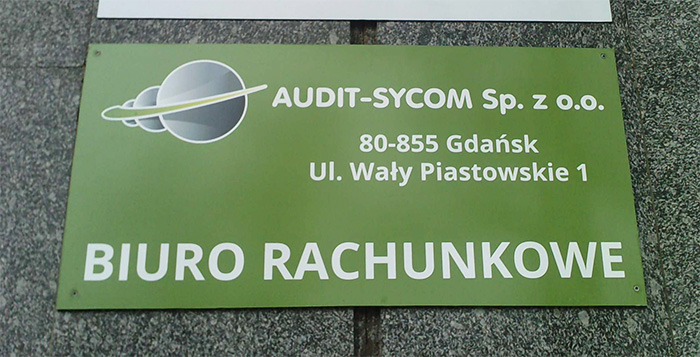 AUDIT-SYCOM Sp. z o.o.
80-855 Gdańsk
Ul. Wały Piastowskie 1
BIURO RACHUNKOWE